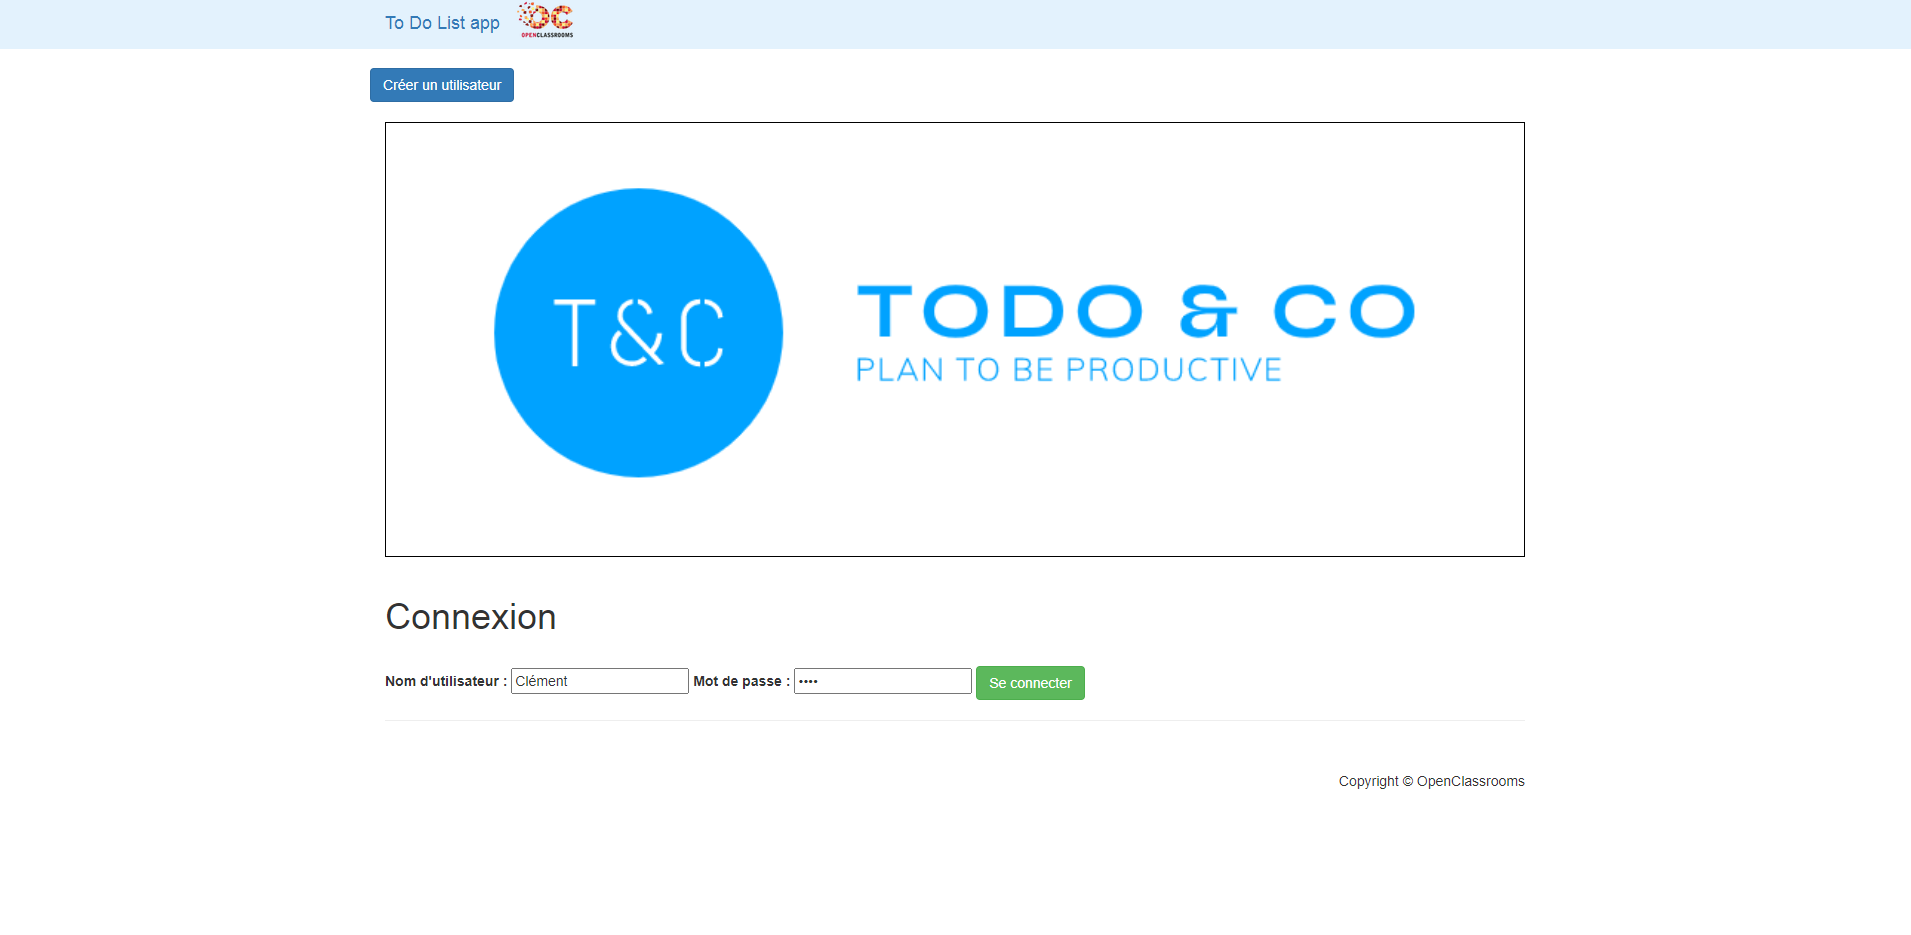 To Do List app
OC
OPENCLASSROOMS
Créer un utilisateur
T&C
TODO & CO
PLAN TO BE PRODUCTIVE
Connexion
Nom d'utilisateur : Clément Mot de passe : •••• Se connecter
Copyright © OpenClassrooms